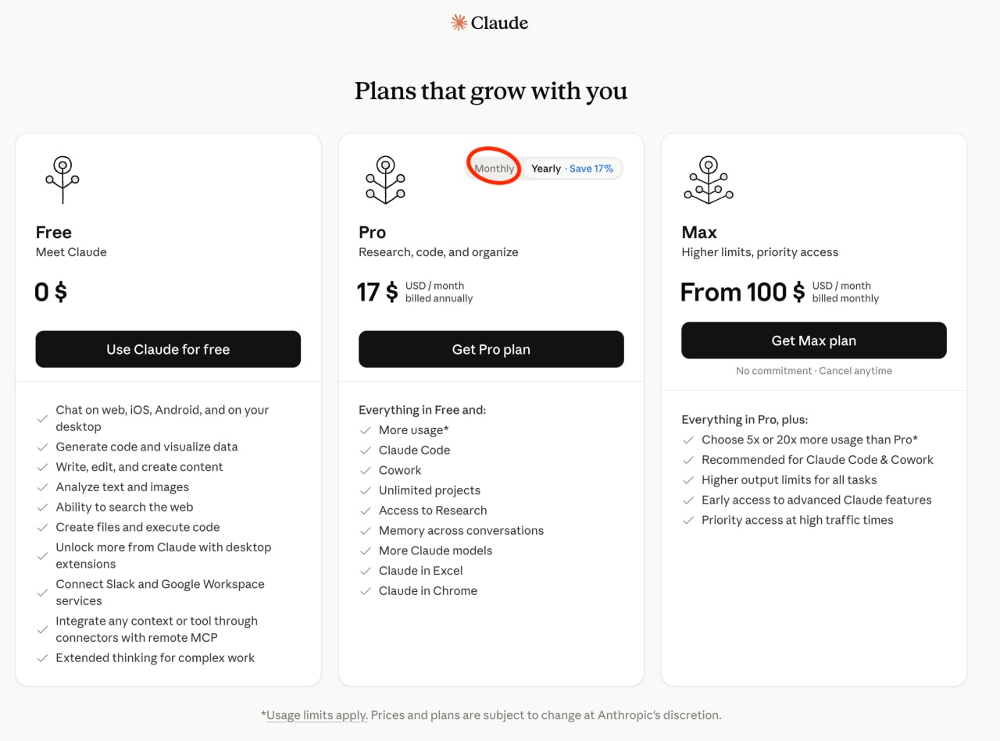 Claude
Plans that grow with you
Free
Meet Claude
0 $
Use Claude for free
Chat on web, iOS, Android, and on your
desktop
Generate code and visualize data
Write, edit, and create content
Analyze text and images
Ability to search the web
Create files and execute code
Unlock more from Claude with desktop
extensions
Connect Slack and Google Workspace
services
Integrate any context or tool through
connectors with remote MCP
Extended thinking for complex work
Monthly
Yearly · Save 17%
Pro
Research, code, and organize
17 $
USD / month
billed annually
Get Pro plan
Everything in Free and:
More usage*
Claude Code
Cowork
Unlimited projects
Access to Research
Memory across conversations
More Claude models
Claude in Excel
Claude in Chrome
Max
Higher limits, priority access
From 100 $
USD / month
billed monthly
Get Max plan
No commitment · Cancel anytime
Everything in Pro, plus:
Choose 5x or 20x more usage than Pro*
Recommended for Claude Code & Cowork
Higher output limits for all tasks
Early access to advanced Claude features
Priority access at high traffic times
*Usage limits apply. Prices and plans are subject to change at Anthropic's discretion.